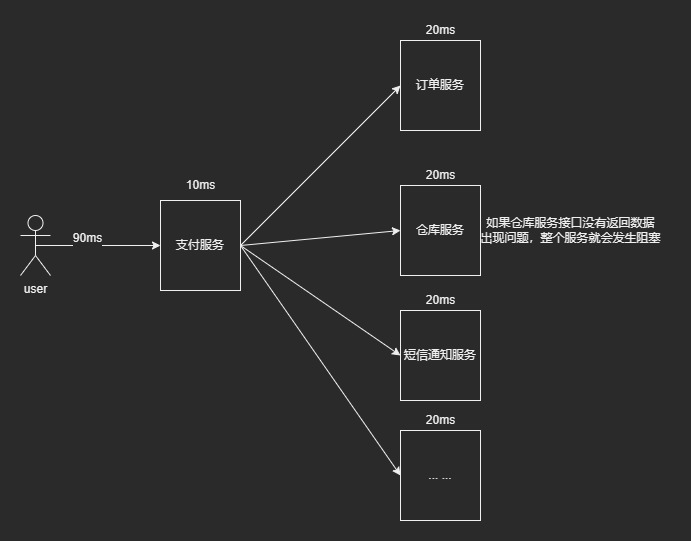 20ms
订单服务
10ms
支付服务
90ms
user
20ms
仓库服务
如果仓库服务接口没有返回数据
出现问题，整个服务就会发生阻塞
20ms
短信通知服务
20ms
... ...